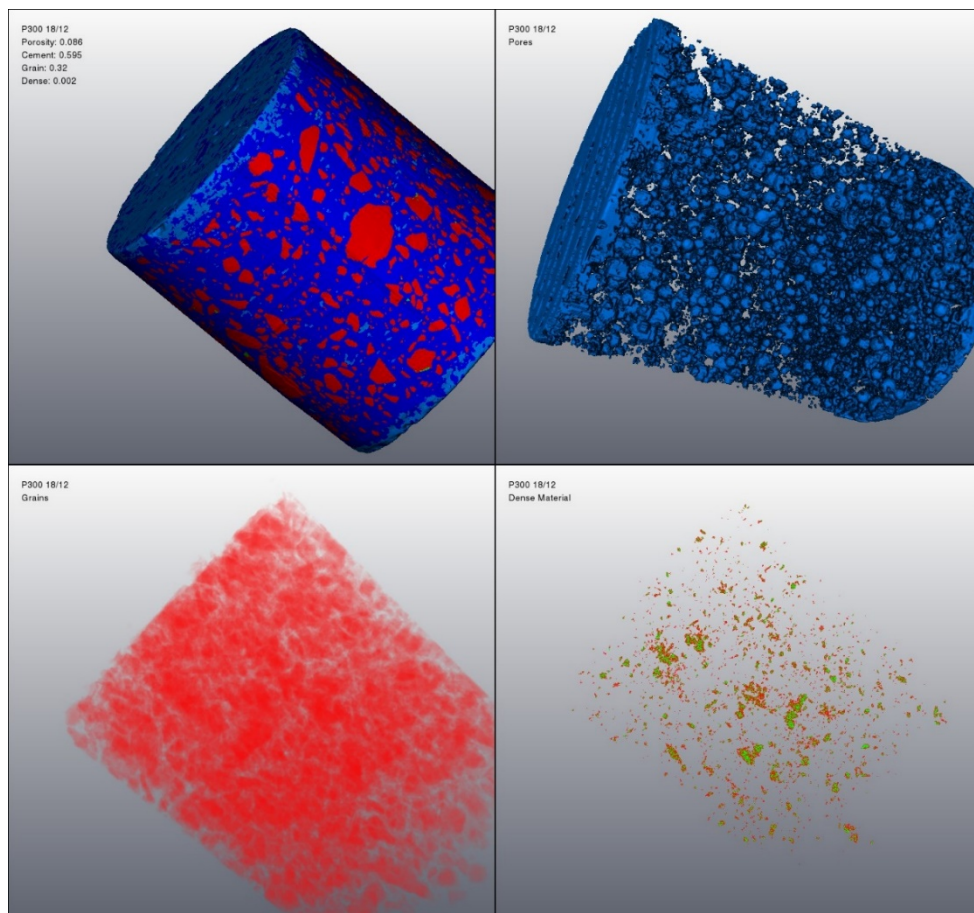 P300 18/12
Porosity: 0.086
Cement: 0.595
Grain: 0.32
Dense: 0.002
P300 18/12
Pores
P300 18/12
Grains
P300 18/12
Dense Material